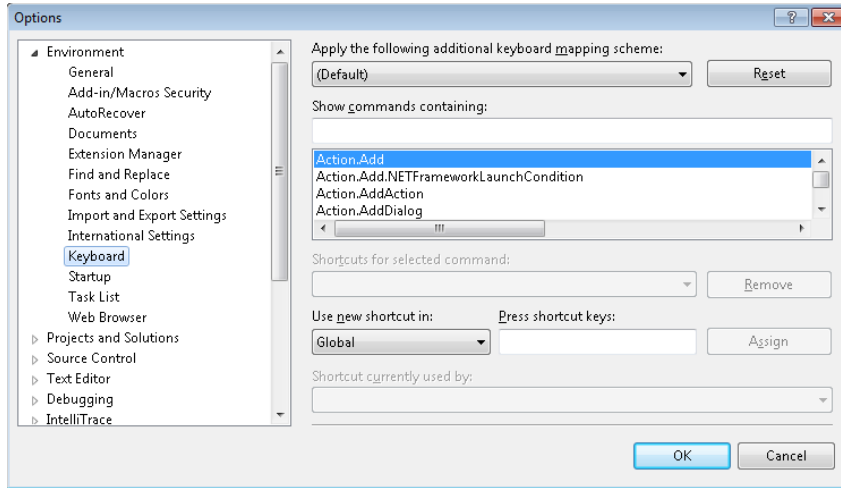 Options
Environment
General
Add-in/Macros Security
AutoRecover
Documents
Extension Manager
Find and Replace
Fonts and Colors
Import and Export Settings
International Settings
Keyboard
Startup
Task List
Web Browser
Projects and Solutions
Source Control
Text Editor
Debugging
IntelliTrace
Apply the following additional keyboard mapping scheme:
(Default)
Reset
Show commands containing:
Action.Add
Action.Add.NETFrameworkLaunchCondition
Action.AddAction
Action.AddDialog
Shortcuts for selected command:
Remove
Use new shortcut in:
Press shortcut keys:
Global
Assign
Shortcut currently used by:
OK
Cancel